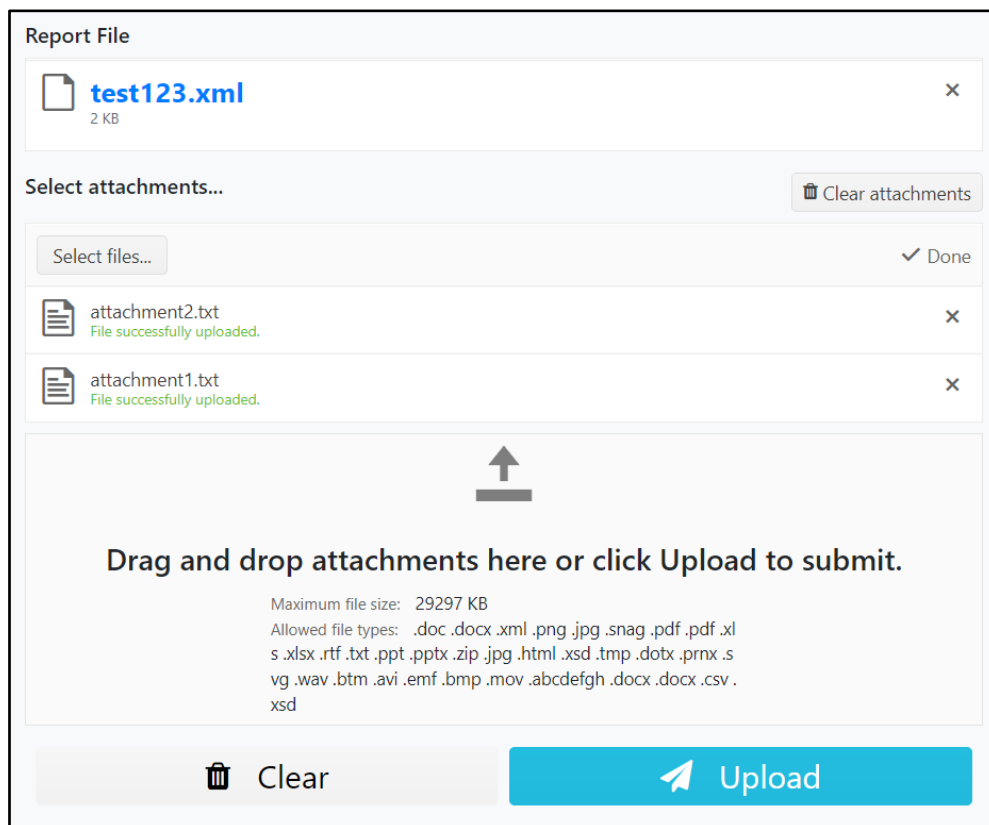 Report File
test123.xml
2 KB
Select attachments...
Clear attachments
Select files...
Done
attachment2.txt
File successfully uploaded.
attachment1.txt
File successfully uploaded.
Drag and drop attachments here or click Upload to submit.
Maximum file size: 29297 KB
Allowed file types: .doc .docx .xml .png .jpg .snag .pdf .pdf .xl
s .xlsx .rtf .txt .ppt .pptx .zip .jpg .html .xsd .tmp .dotx .prnx .s
vg .wav .btm .avi .emf .bmp .mov .abcdefgh .docx .docx .csv .
xsd
Clear
Upload